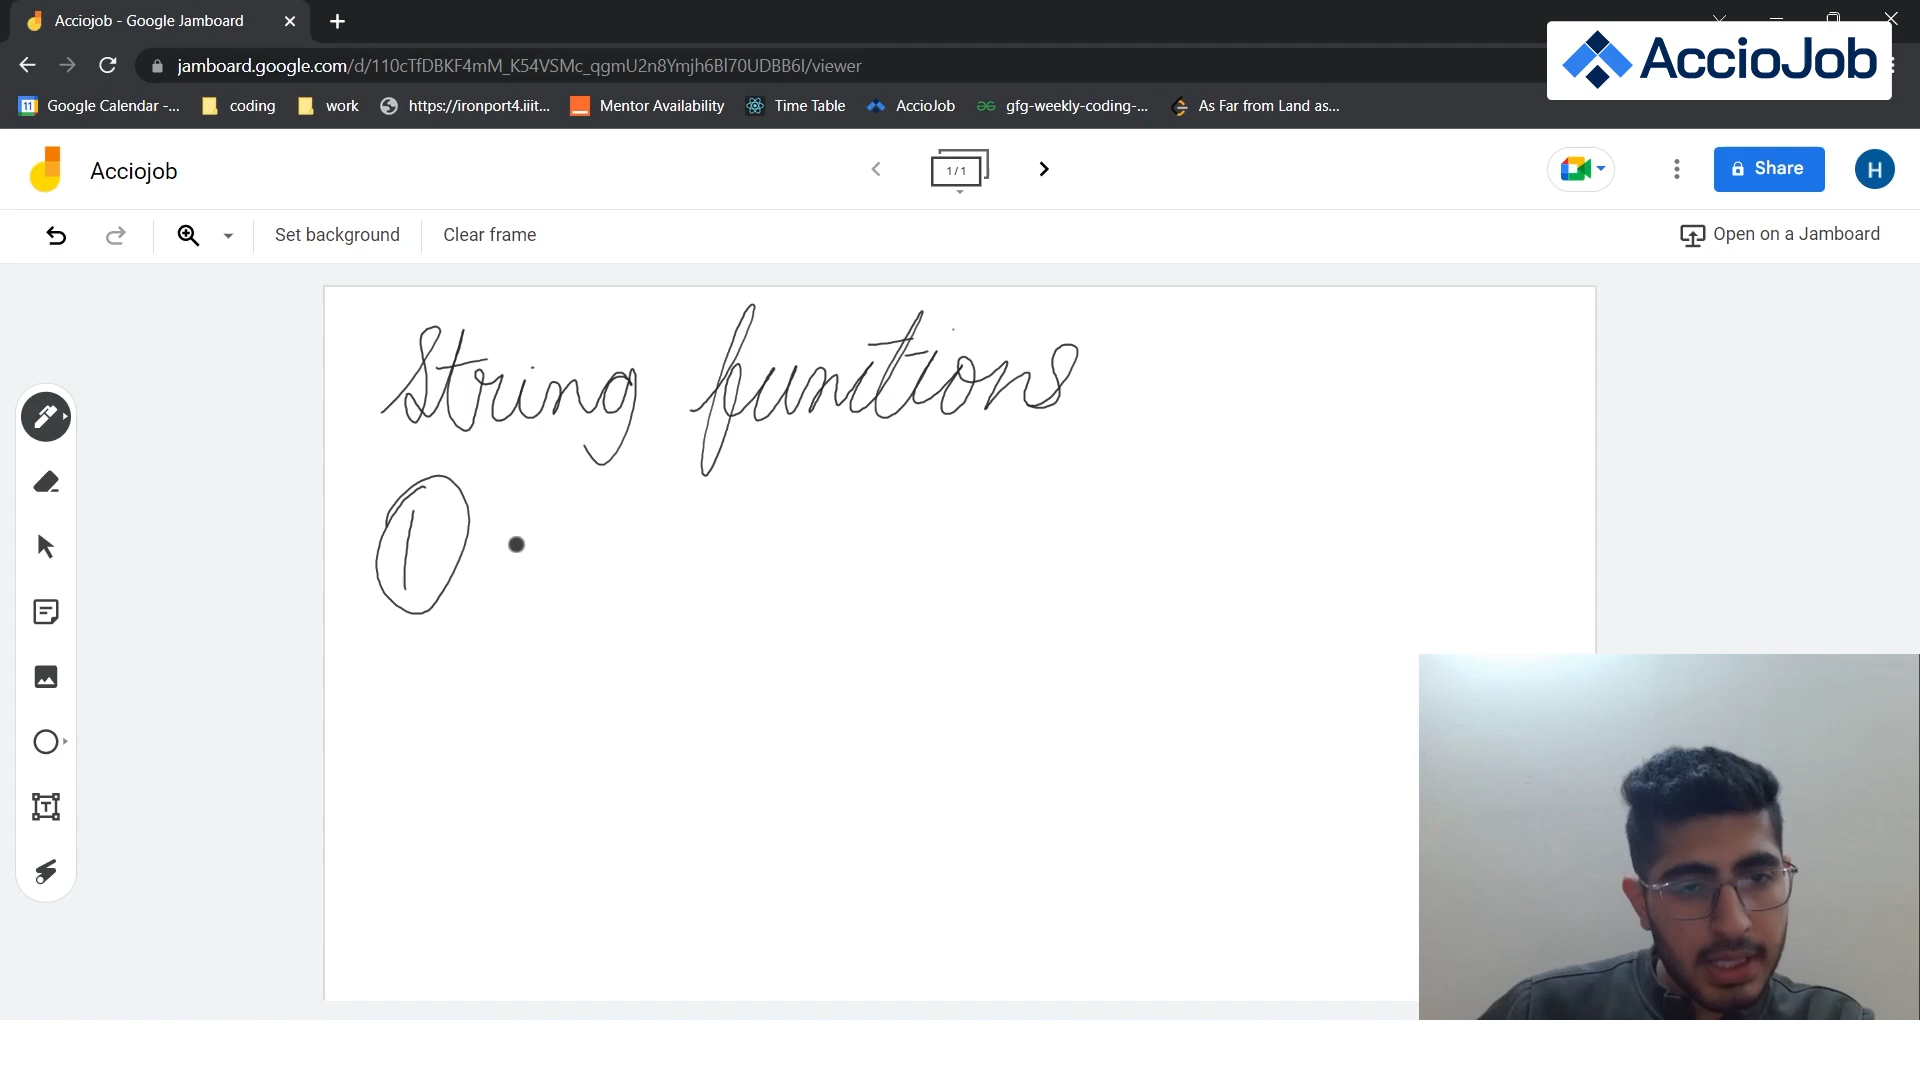 Acciojob - Google Jamboard
jamboard.google.com/d/110cTfDBKF4mM_K54VSMc_qgmU2n8Ymjh6Bl70UDBB6I/viewer
AccioJob
11 Google Calendar -... coding work https://ironport4.iiit... Mentor Availability Time Table AccioJob gfg-weekly-coding-... As Far from Land as...
Acciojob 1/1 Share H
Set background Clear frame Open on a Jamboard
String funitions
1